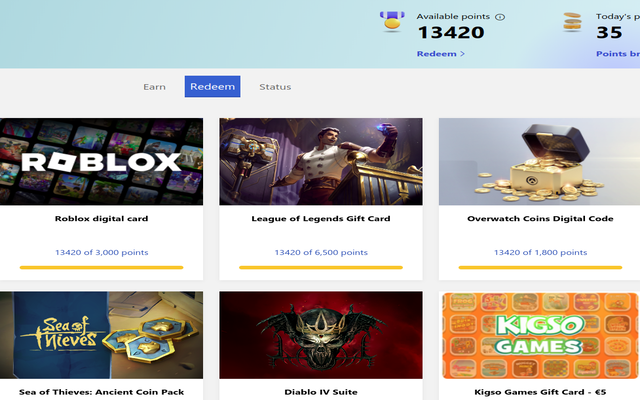 Available points
13420
Redeem >
Today's p
35
Points br
Earn
Redeem
Status
ROBLOX
Roblox digital card
13420 of 3,000 points
League of Legends Gift Card
13420 of 6,500 points
Overwatch Coins Digital Code
13420 of 1,800 points
Sea of
Thieves
Sea of Thieves: Ancient Coin Pack
Diablo IV Suite
KIGSO
GAMES
Kigso Games Gift Card - €5